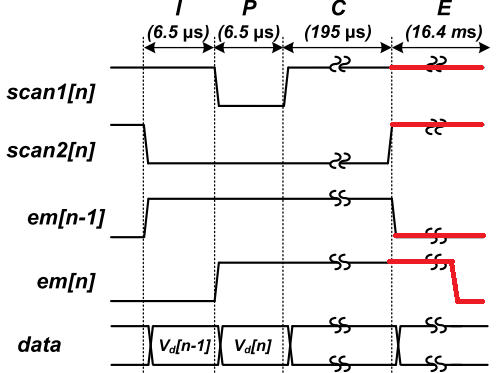 I P C E
(6.5 µs) (6.5 µs) (195 µs) (16.4 ms)
scan1[n]
scan2[n]
em[n-1]
em[n]
data Vd[n-1] Vd[n]